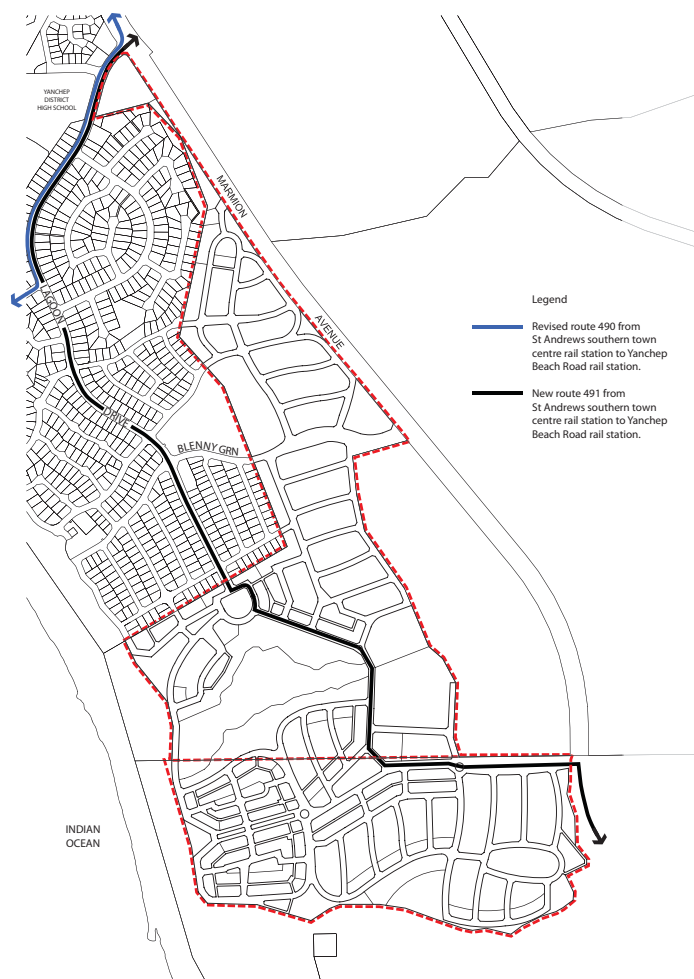 YANCHEP
DISTRICT
HIGH SCHOOL
MARMION
AVENUE
LAGOON
DRIVE
BLENNY GRN
Legend
Revised route 490 from
St Andrews southern town
centre rail station to Yanchep
Beach Road rail station.
New route 491 from
St Andrews southern town
centre rail station to Yanchep
Beach Road rail station.
INDIAN
OCEAN